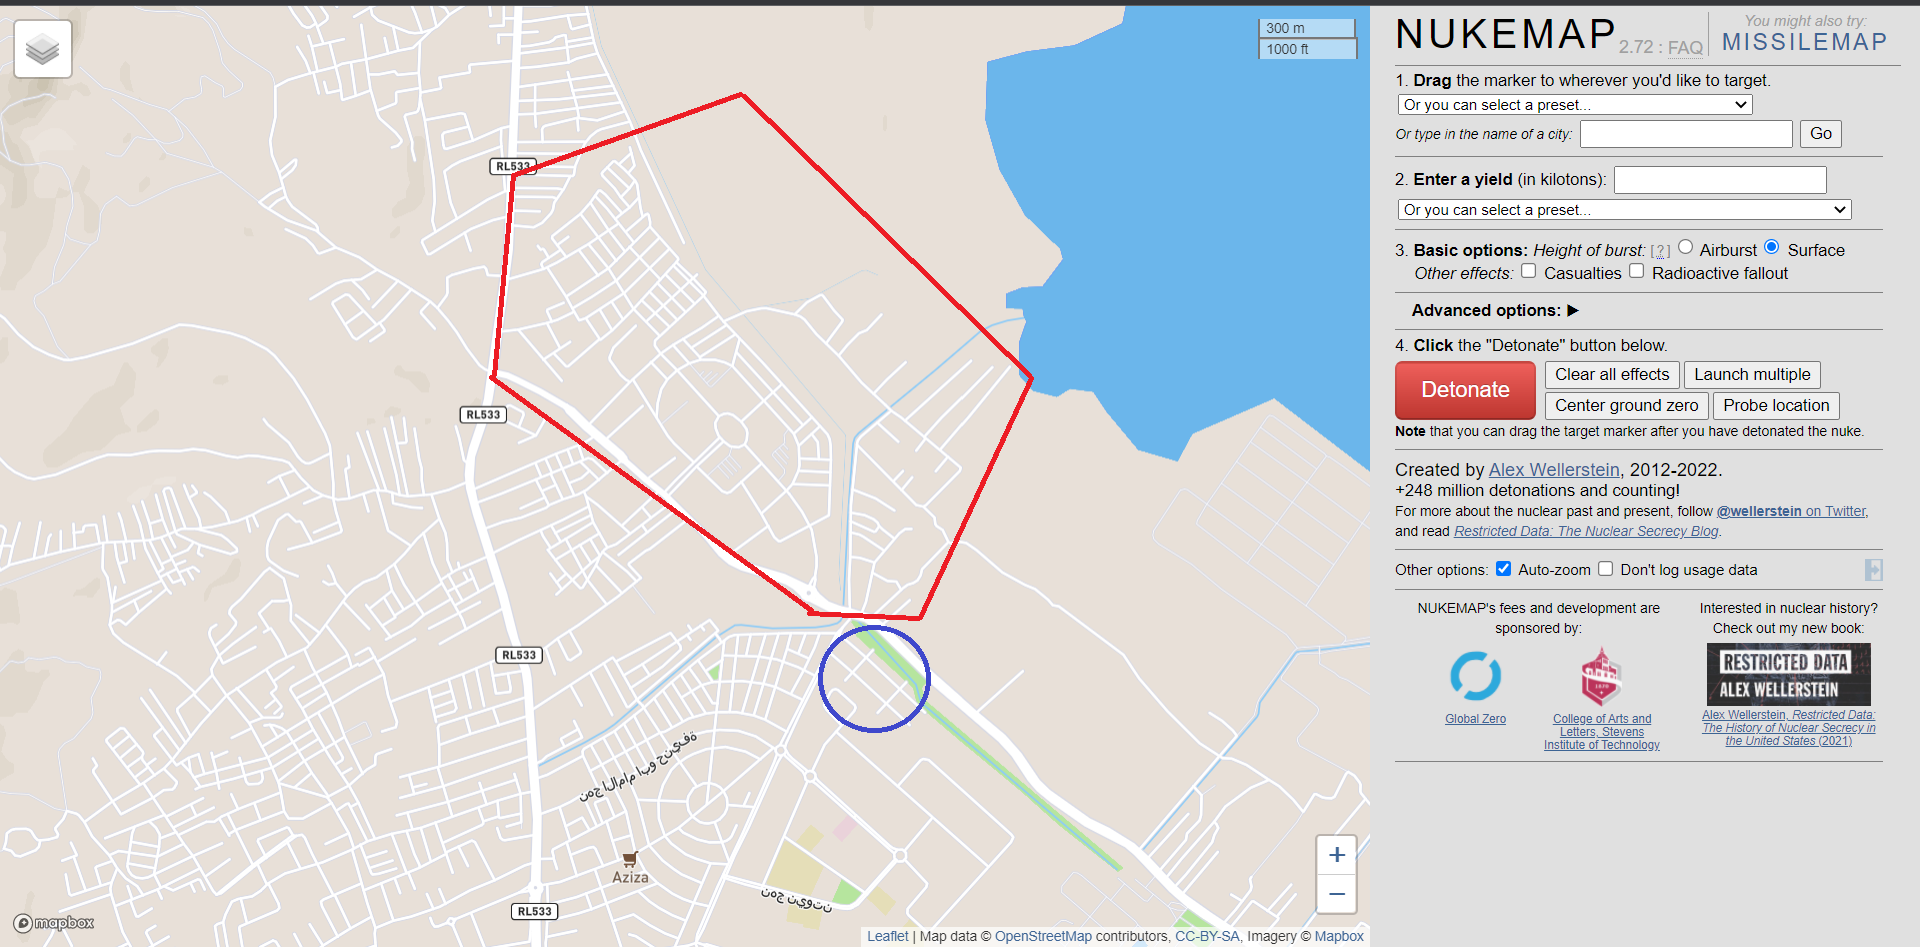 300 m
1000 ft
RL533
RL533
RL533
نهج الامام ابو حنيفة
Aziza
نهج نيوتن
RL533
mapbox
Leaflet | Map data © OpenStreetMap contributors, CC-BY-SA, Imagery © Mapbox
+
−
NUKEMAP 2.72 : FAQ
You might also try:
MISSILEMAP
1. Drag the marker to wherever you'd like to target.
Or you can select a preset...
Or type in the name of a city:
Go
2. Enter a yield (in kilotons):
Or you can select a preset...
3. Basic options: Height of burst: [?] Airburst Surface
Other effects: Casualties Radioactive fallout
Advanced options: ▶
4. Click the "Detonate" button below.
Detonate
Clear all effects
Launch multiple
Center ground zero
Probe location
Note that you can drag the target marker after you have detonated the nuke.
Created by Alex Wellerstein, 2012-2022.
+248 million detonations and counting!
For more about the nuclear past and present, follow @wellerstein on Twitter,
and read Restricted Data: The Nuclear Secrecy Blog.
Other options: Auto-zoom Don't log usage data
NUKEMAP's fees and development are
sponsored by:
Global Zero
1870
College of Arts and
Letters, Stevens
Institute of Technology
Interested in nuclear history?
Check out my new book:
RESTRICTED DATA
ALEX WELLERSTEIN
Alex Wellerstein, Restricted Data:
The History of Nuclear Secrecy in
the United States (2021)